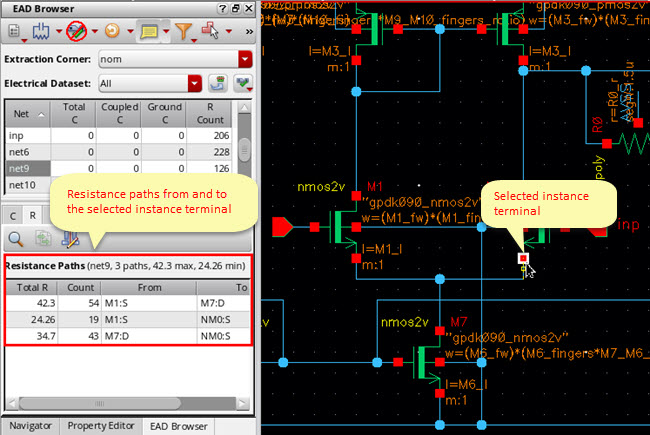 EAD Browser
Extraction Corner: nom
Electrical Dataset: All
Net Total C Coupled C Ground C R Count
inp 0 0 0 206
net6 0 0 0 228
net9 0 0 0 126
net10
Resistance paths from and to
the selected instance terminal
C R
Resistance Paths (net9, 3 paths, 42.3 max, 24.26 min)
Total R Count From To
42.3 54 M1:S M7:D
24.26 19 M1:S NM0:S
34.7 43 M7:D NM0:S
Navigator Property Editor EAD Browser
l=M3_l
m:1
l=M3_l
m:1
R0
poly
nmos2v M1
"gpdk090_nmos2v"
w=(M1_fw)*(M1_fin
l=M1_l
m:1
Selected instance
terminal
inp
nmos2v M7
"gpdk090_nmos2v"
w=(M6_fw)*(M6_fingers*M7_M6_
l=M6_l
m:1